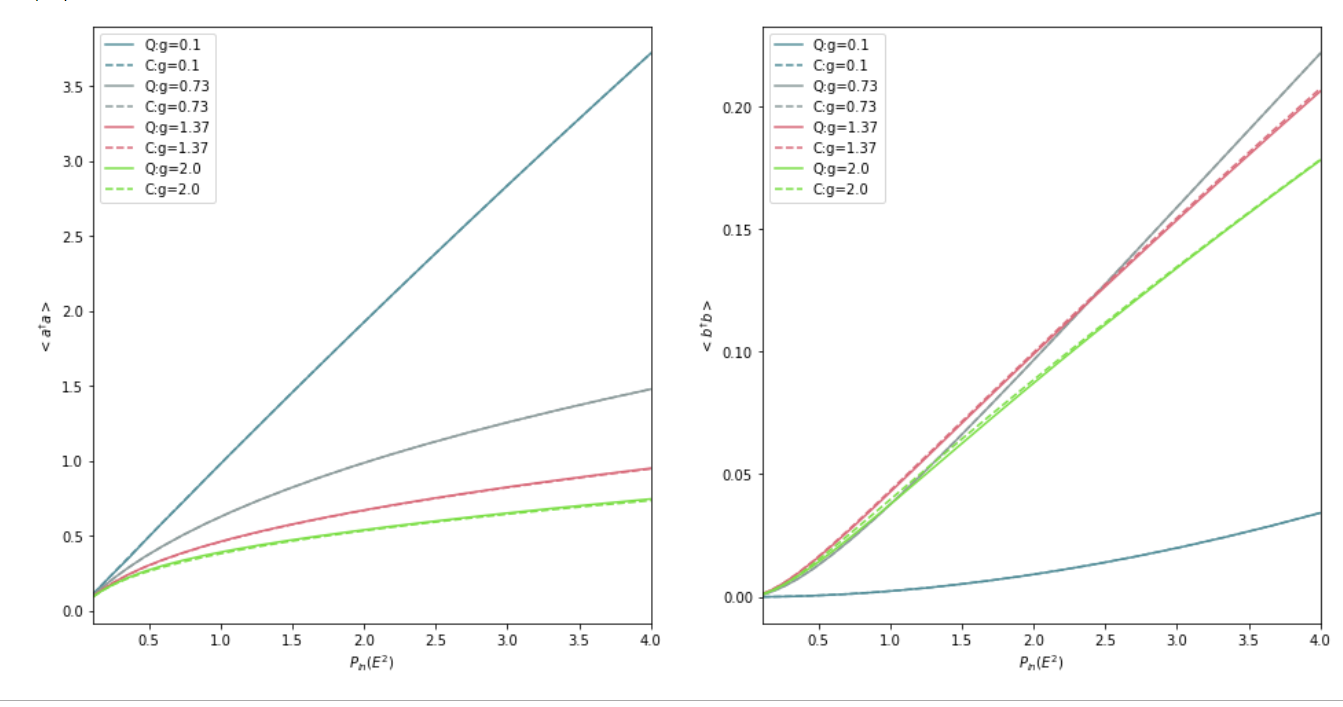 Q:g=0.1
C:g=0.1
Q:g=0.73
C:g=0.73
Q:g=1.37
C:g=1.37
Q:g=2.0
C:g=2.0
3.5
3.0
2.5
2.0
1.5
1.0
0.5
0.0
< a†a >
0.5 1.0 1.5 2.0 2.5 3.0 3.5 4.0
P_in(E²)
Q:g=0.1
C:g=0.1
Q:g=0.73
C:g=0.73
Q:g=1.37
C:g=1.37
Q:g=2.0
C:g=2.0
0.20
0.15
0.10
0.05
0.00
< b†b >
0.5 1.0 1.5 2.0 2.5 3.0 3.5 4.0
P_in(E²)